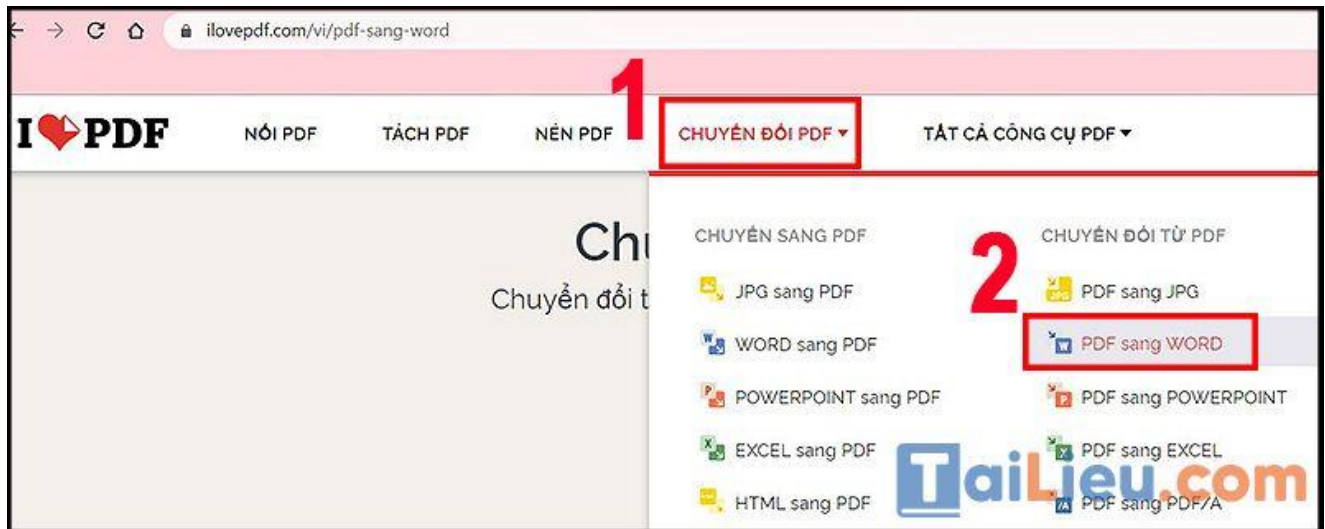 ilovepdf.com/vi/pdf-sang-word
1
I PDF NỐI PDF TÁCH PDF NÉN PDF CHUYỂN ĐỔI PDF TẤT CẢ CÔNG CỤ PDF
Chu
Chuyển đổi t
CHUYỂN SANG PDF
JPG sang PDF
WORD sang PDF
POWERPOINT sang PDF
EXCEL sang PDF
HTML sang PDF
2
CHUYỂN ĐỔI TỪ PDF
PDF sang JPG
PDF sang WORD
PDF sang POWERPOINT
PDF sang EXCEL
PDF sang PDF/A
TaiLieu.com